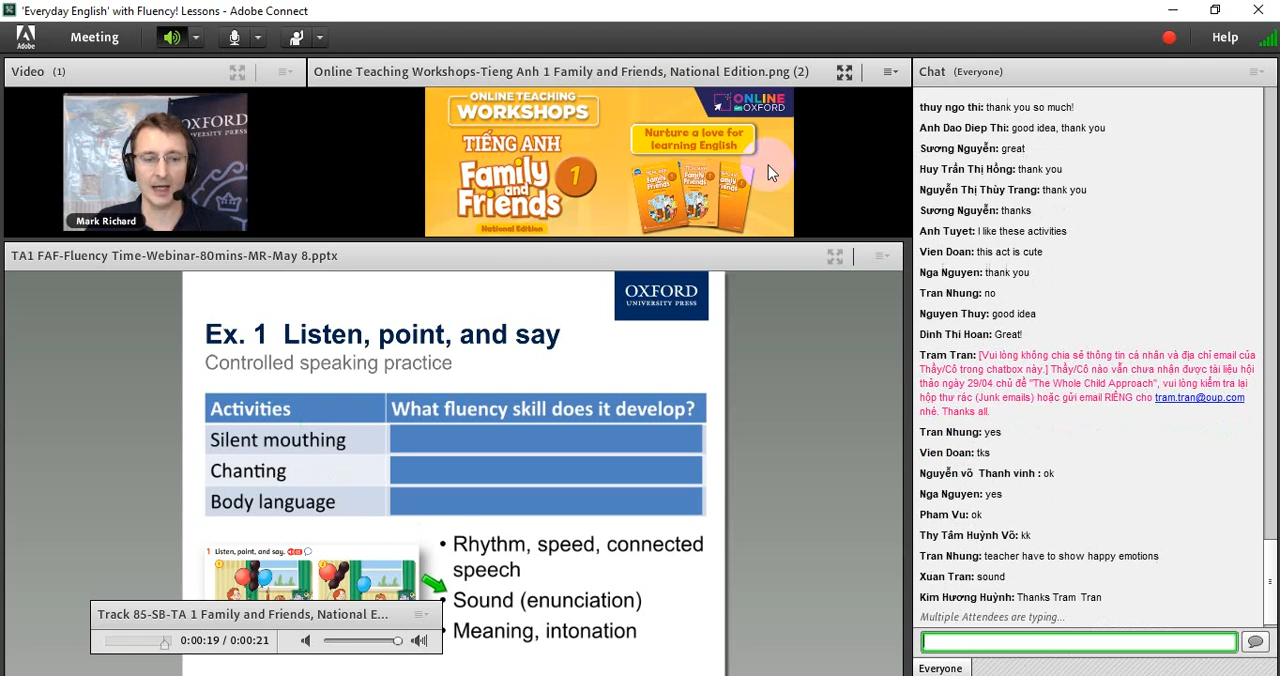 'Everyday English' with Fluency! Lessons - Adobe Connect
Adobe
Meeting
Help
Video (1)
Online Teaching Workshops-Tieng Anh 1 Family and Friends, National Edition.png (2)
Chat (Everyone)
OXFORD
UNIVERSITY PRESS
Mark Richard
ONLINE TEACHING
WORKSHOPS
TIẾNG ANH
Family
and
Friends
1
National Edition
ONLINE
OXFORD
Nurture a love for
learning English
TA1 FAF-Fluency Time-Webinar-80mins-MR-May 8.pptx
OXFORD
UNIVERSITY PRESS
Ex. 1 Listen, point, and say
Controlled speaking practice
Activities What fluency skill does it develop?
Silent mouthing
Chanting
Body language
1 Listen, point, and say.
1
2
• Rhythm, speed, connected
speech
• Sound (enunciation)
• Meaning, intonation
Track 85-SB-TA 1 Family and Friends, National E...
0:00:19 / 0:00:21
thuy ngo thi: thank you so much!
Anh Dao Diep Thi: good idea, thank you
Sương Nguyễn: great
Huy Trần Thị Hồng: thank you
Nguyễn Thị Thùy Trang: thank you
Sương Nguyễn: thanks
Anh Tuyet: I like these activities
Vien Doan: this act is cute
Nga Nguyen: thank you
Tran Nhung: no
Nguyen Thuy: good idea
Dinh Thi Hoan: Great!
Tram Tran: [Vui lòng không chia sẻ thông tin cá nhân và địa chỉ email của
Thầy/Cô trong chatbox này.] Thầy/Cô nào vẫn chưa nhận được tài liệu hội
thảo ngày 29/04 chủ đề "The Whole Child Approach", vui lòng kiểm tra lại
hộp thư rác (Junk emails) hoặc gửi email RIÊNG cho tram.tran@oup.com
nhé. Thanks all.
Tran Nhung: yes
Vien Doan: tks
Nguyễn võ Thanh vinh : ok
Nga Nguyen: yes
Pham Vu: ok
Thy Tâm Huỳnh Võ: kk
Tran Nhung: teacher have to show happy emotions
Xuan Tran: sound
Kim Hương Huỳnh: Thanks Tram Tran
Multiple Attendees are typing...
Everyone